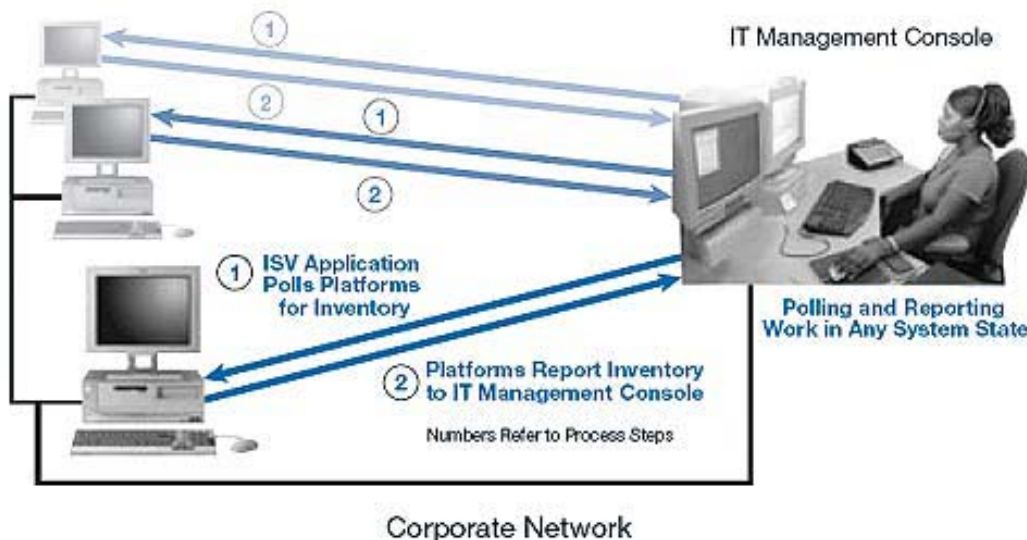 1
IT Management Console
2
1
2
1 ISV Application
Polls Platforms
for Inventory
Polling and Reporting
Work in Any System State
2 Platforms Report Inventory
to IT Management Console
Numbers Refer to Process Steps
Corporate Network